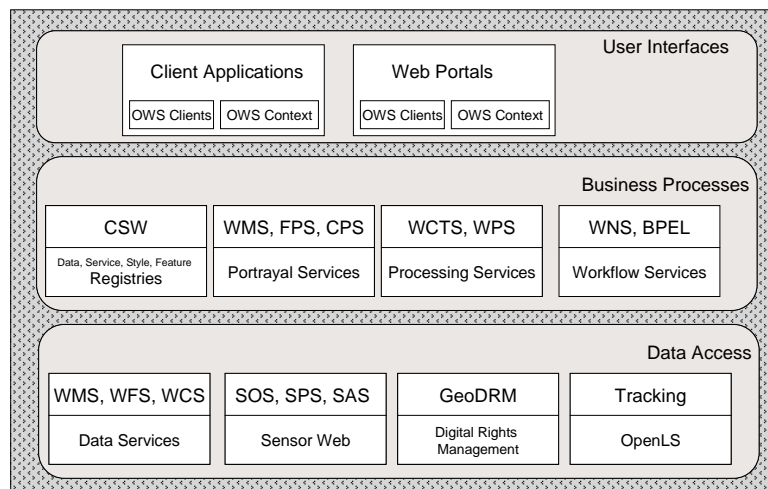 User Interfaces
Client Applications
OWS Clients
OWS Context
Web Portals
OWS Clients
OWS Context
Business Processes
CSW
Data, Service, Style, Feature
Registries
WMS, FPS, CPS
Portrayal Services
WCTS, WPS
Processing Services
WNS, BPEL
Workflow Services
Data Access
WMS, WFS, WCS
Data Services
SOS, SPS, SAS
Sensor Web
GeoDRM
Digital Rights
Management
Tracking
OpenLS